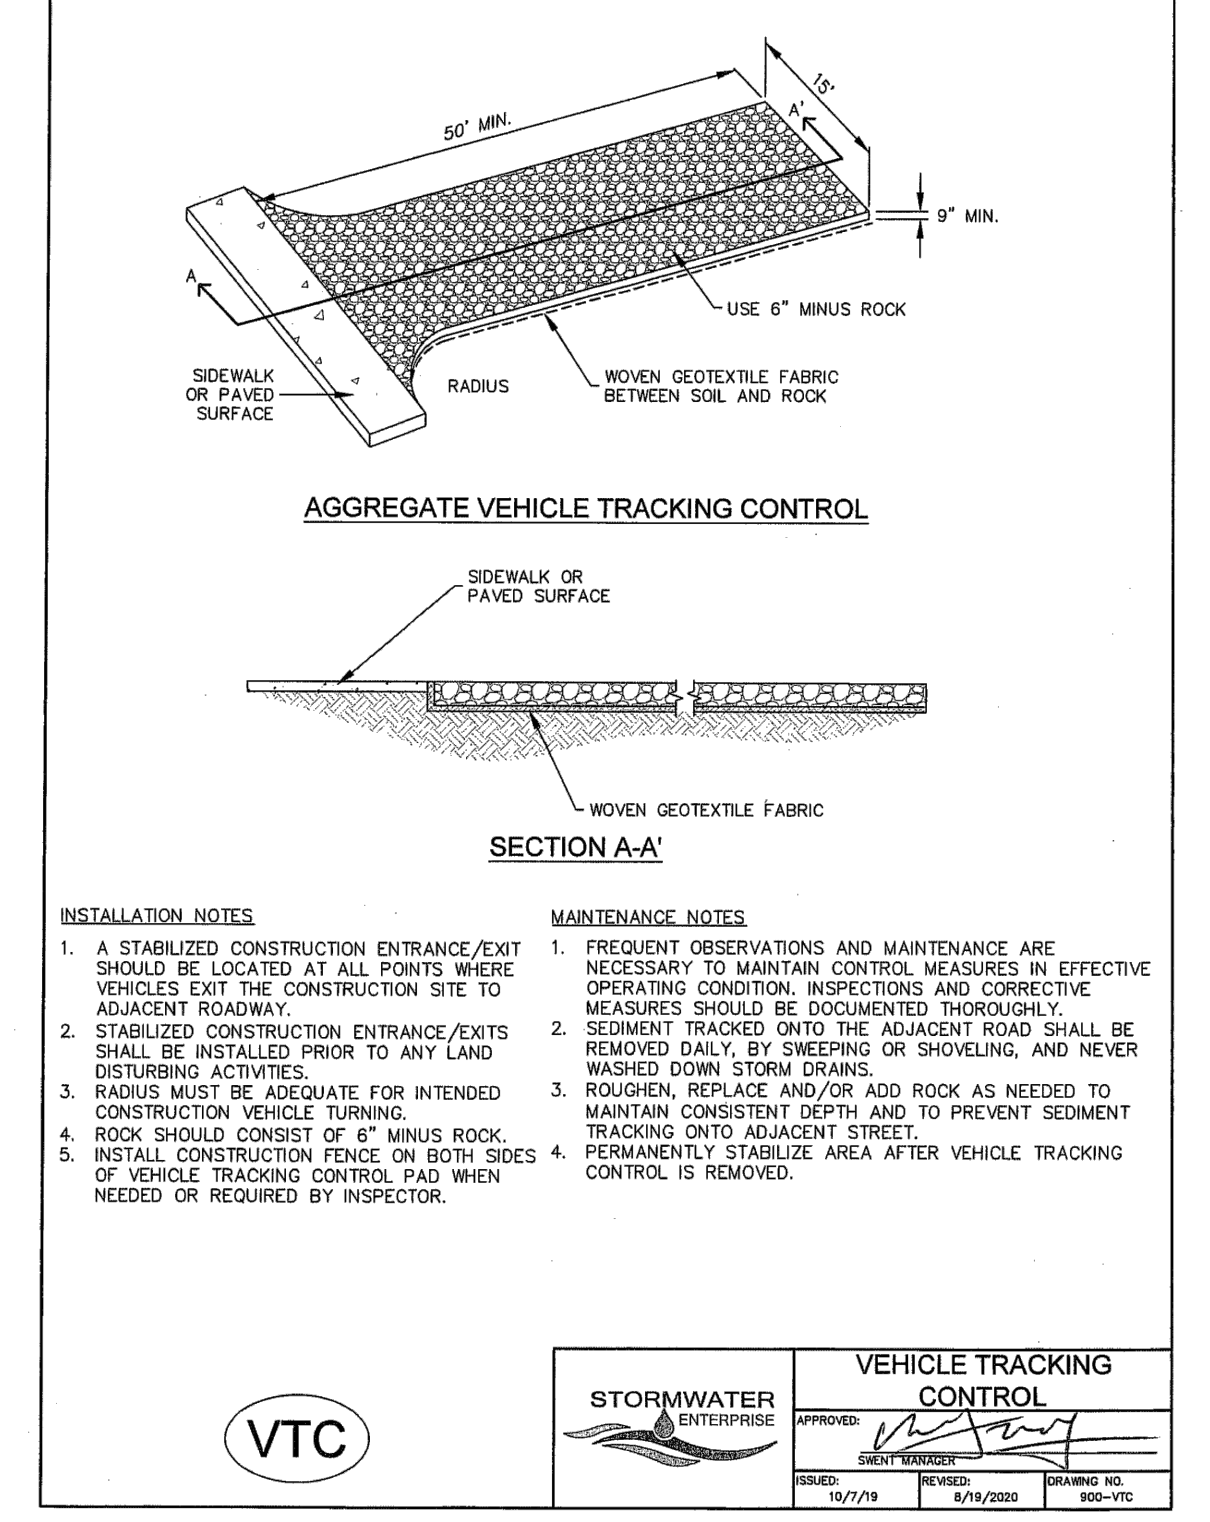 50' MIN.
15'
A'
9" MIN.
A
USE 6" MINUS ROCK
SIDEWALK
OR PAVED
SURFACE
RADIUS
WOVEN GEOTEXTILE FABRIC
BETWEEN SOIL AND ROCK
AGGREGATE VEHICLE TRACKING CONTROL
SIDEWALK OR
PAVED SURFACE
WOVEN GEOTEXTILE FABRIC
SECTION A-A'
INSTALLATION NOTES
1. A STABILIZED CONSTRUCTION ENTRANCE/EXIT
SHOULD BE LOCATED AT ALL POINTS WHERE
VEHICLES EXIT THE CONSTRUCTION SITE TO
ADJACENT ROADWAY.
2. STABILIZED CONSTRUCTION ENTRANCE/EXITS
SHALL BE INSTALLED PRIOR TO ANY LAND
DISTURBING ACTIVITIES.
3. RADIUS MUST BE ADEQUATE FOR INTENDED
CONSTRUCTION VEHICLE TURNING.
4. ROCK SHOULD CONSIST OF 6" MINUS ROCK.
5. INSTALL CONSTRUCTION FENCE ON BOTH SIDES
OF VEHICLE TRACKING CONTROL PAD WHEN
NEEDED OR REQUIRED BY INSPECTOR.
MAINTENANCE NOTES
1. FREQUENT OBSERVATIONS AND MAINTENANCE ARE
NECESSARY TO MAINTAIN CONTROL MEASURES IN EFFECTIVE
OPERATING CONDITION. INSPECTIONS AND CORRECTIVE
MEASURES SHOULD BE DOCUMENTED THOROUGHLY.
2. SEDIMENT TRACKED ONTO THE ADJACENT ROAD SHALL BE
REMOVED DAILY, BY SWEEPING OR SHOVELING, AND NEVER
WASHED DOWN STORM DRAINS.
3. ROUGHEN, REPLACE AND/OR ADD ROCK AS NEEDED TO
MAINTAIN CONSISTENT DEPTH AND TO PREVENT SEDIMENT
TRACKING ONTO ADJACENT STREET.
4. PERMANENTLY STABILIZE AREA AFTER VEHICLE TRACKING
CONTROL IS REMOVED.
VTC
STORMWATER
ENTERPRISE
VEHICLE TRACKING
CONTROL
APPROVED:
SWENT MANAGER
ISSUED:
10/7/19
REVISED:
8/19/2020
DRAWING NO.
900-VTC